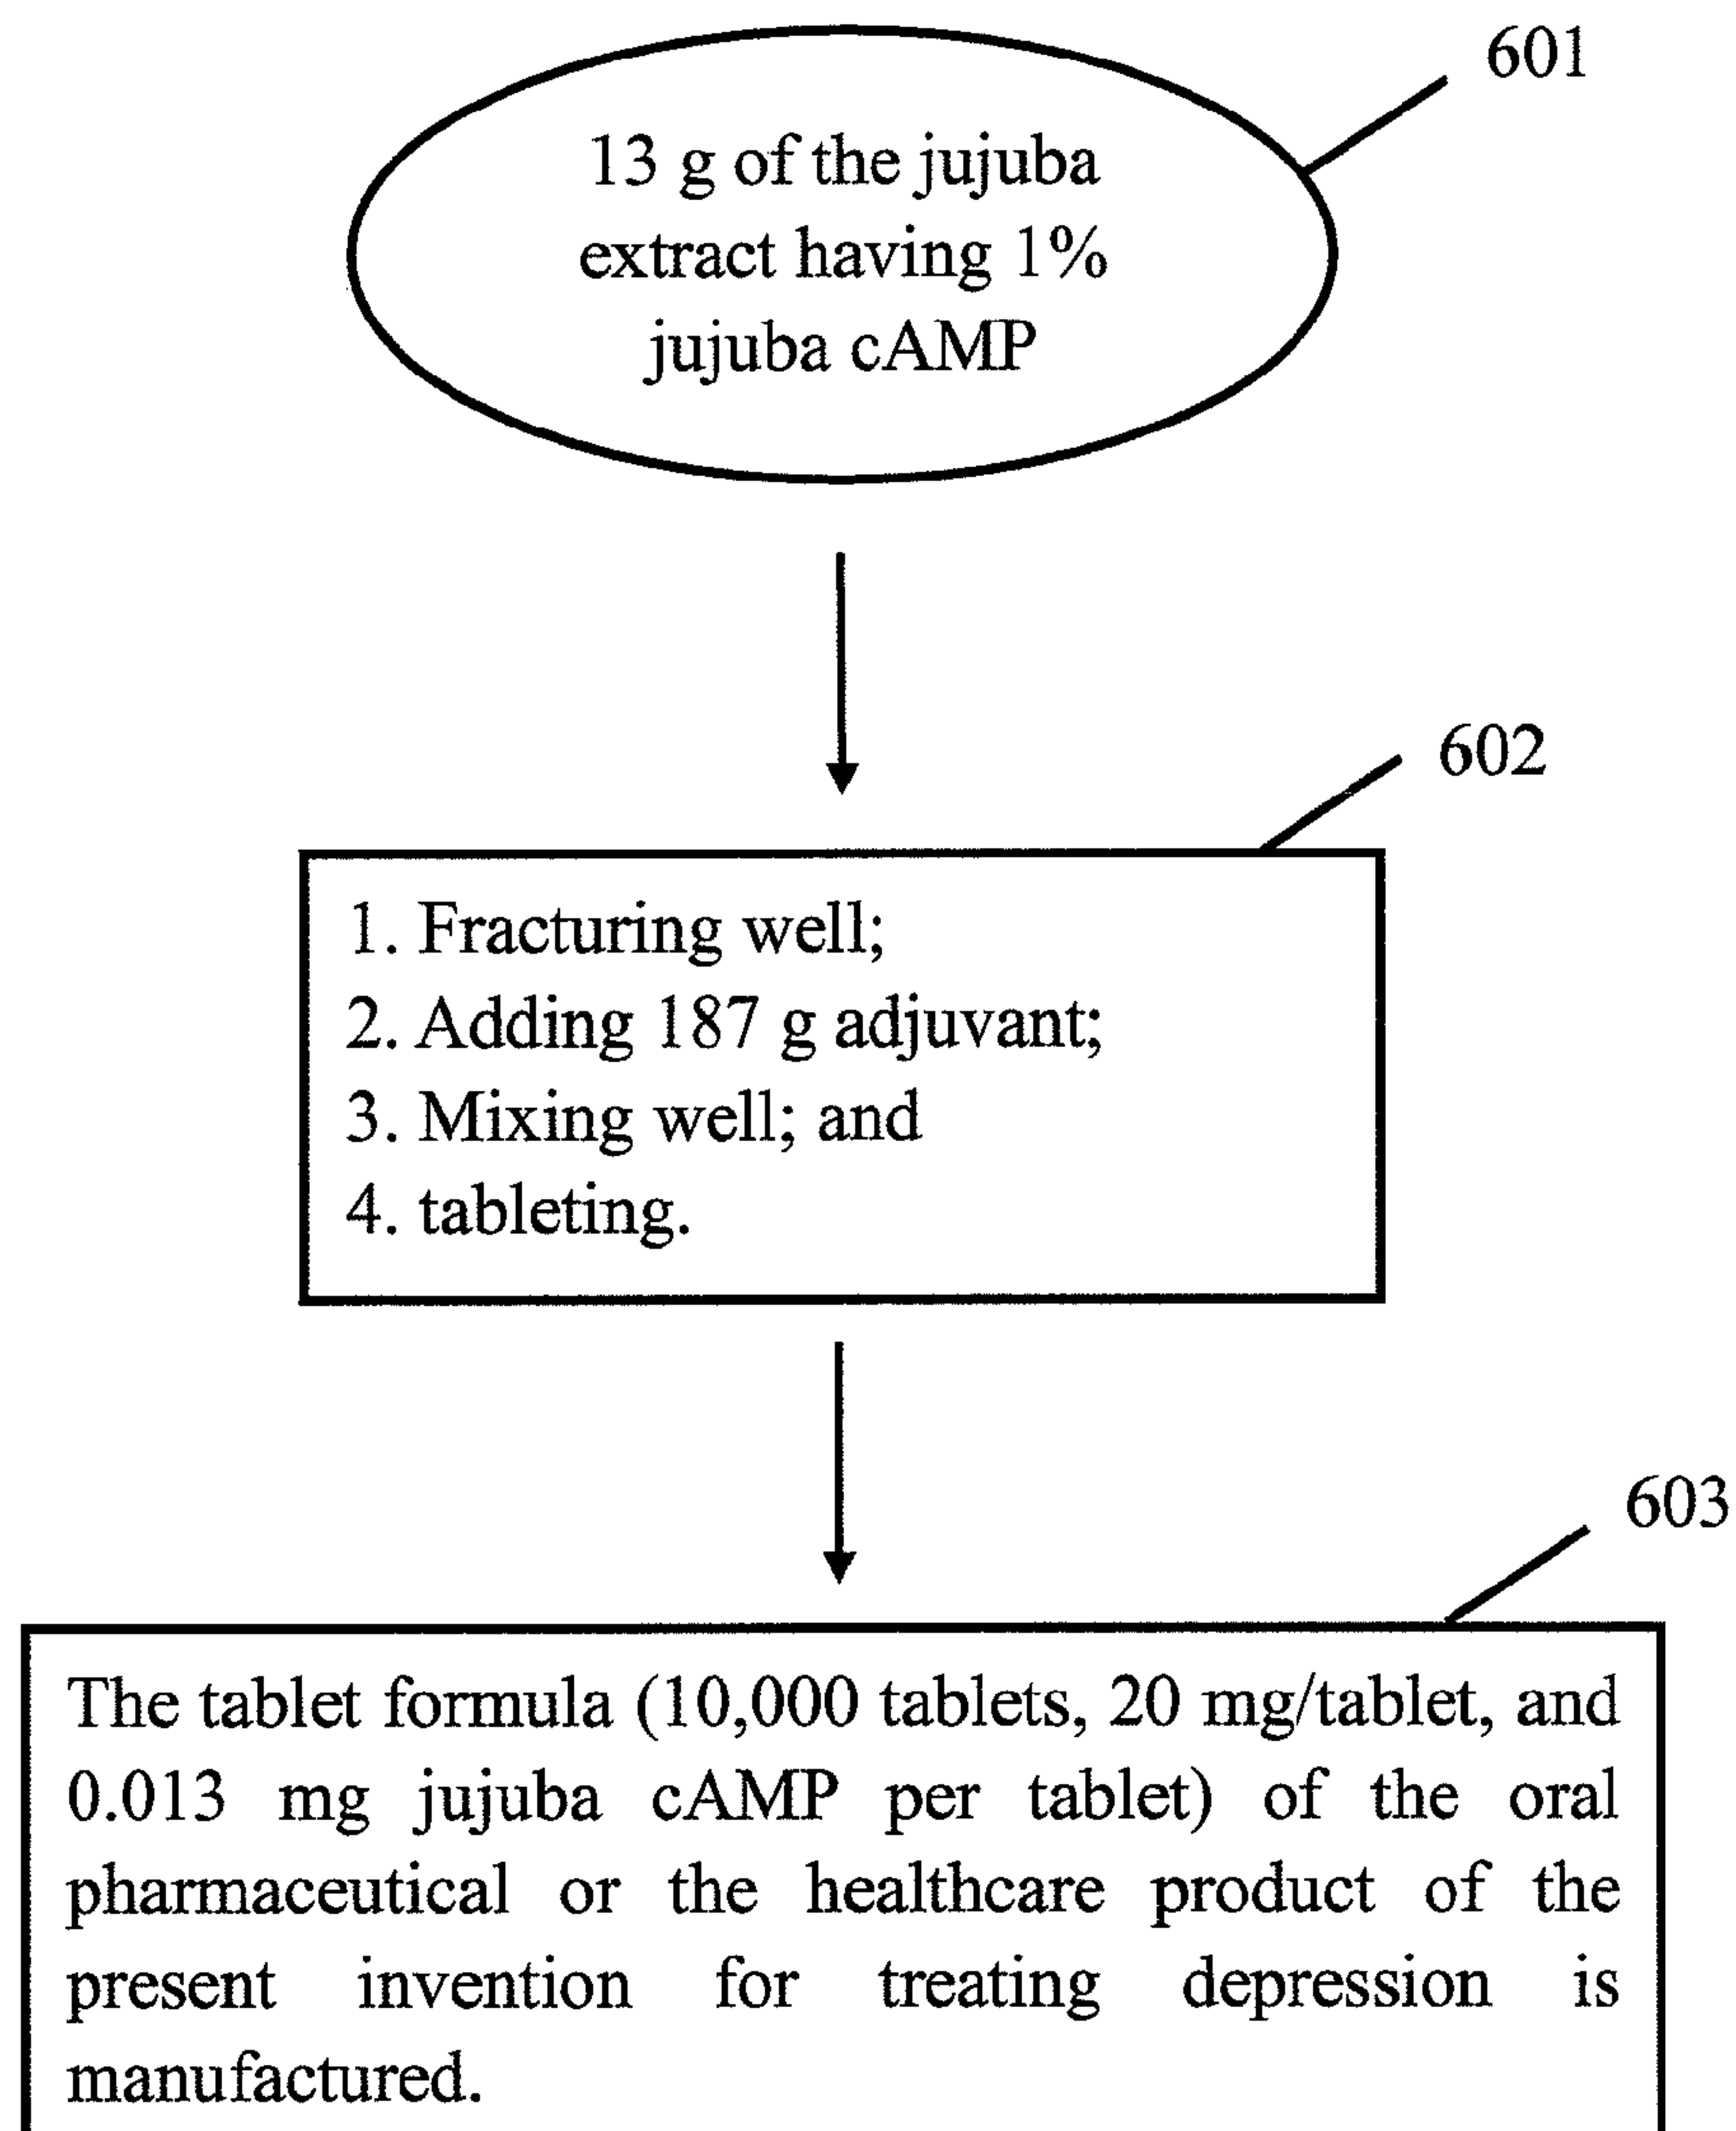 601
13 g of the jujuba
extract having 1%
jujuba cAMP
602
1. Fracturing well;
2. Adding 187 g adjuvant;
3. Mixing well; and
4. tableting.
603
The tablet formula (10,000 tablets, 20 mg/tablet, and
0.013 mg jujuba cAMP per tablet) of the oral
pharmaceutical or the healthcare product of the
present invention for treating depression is
manufactured.